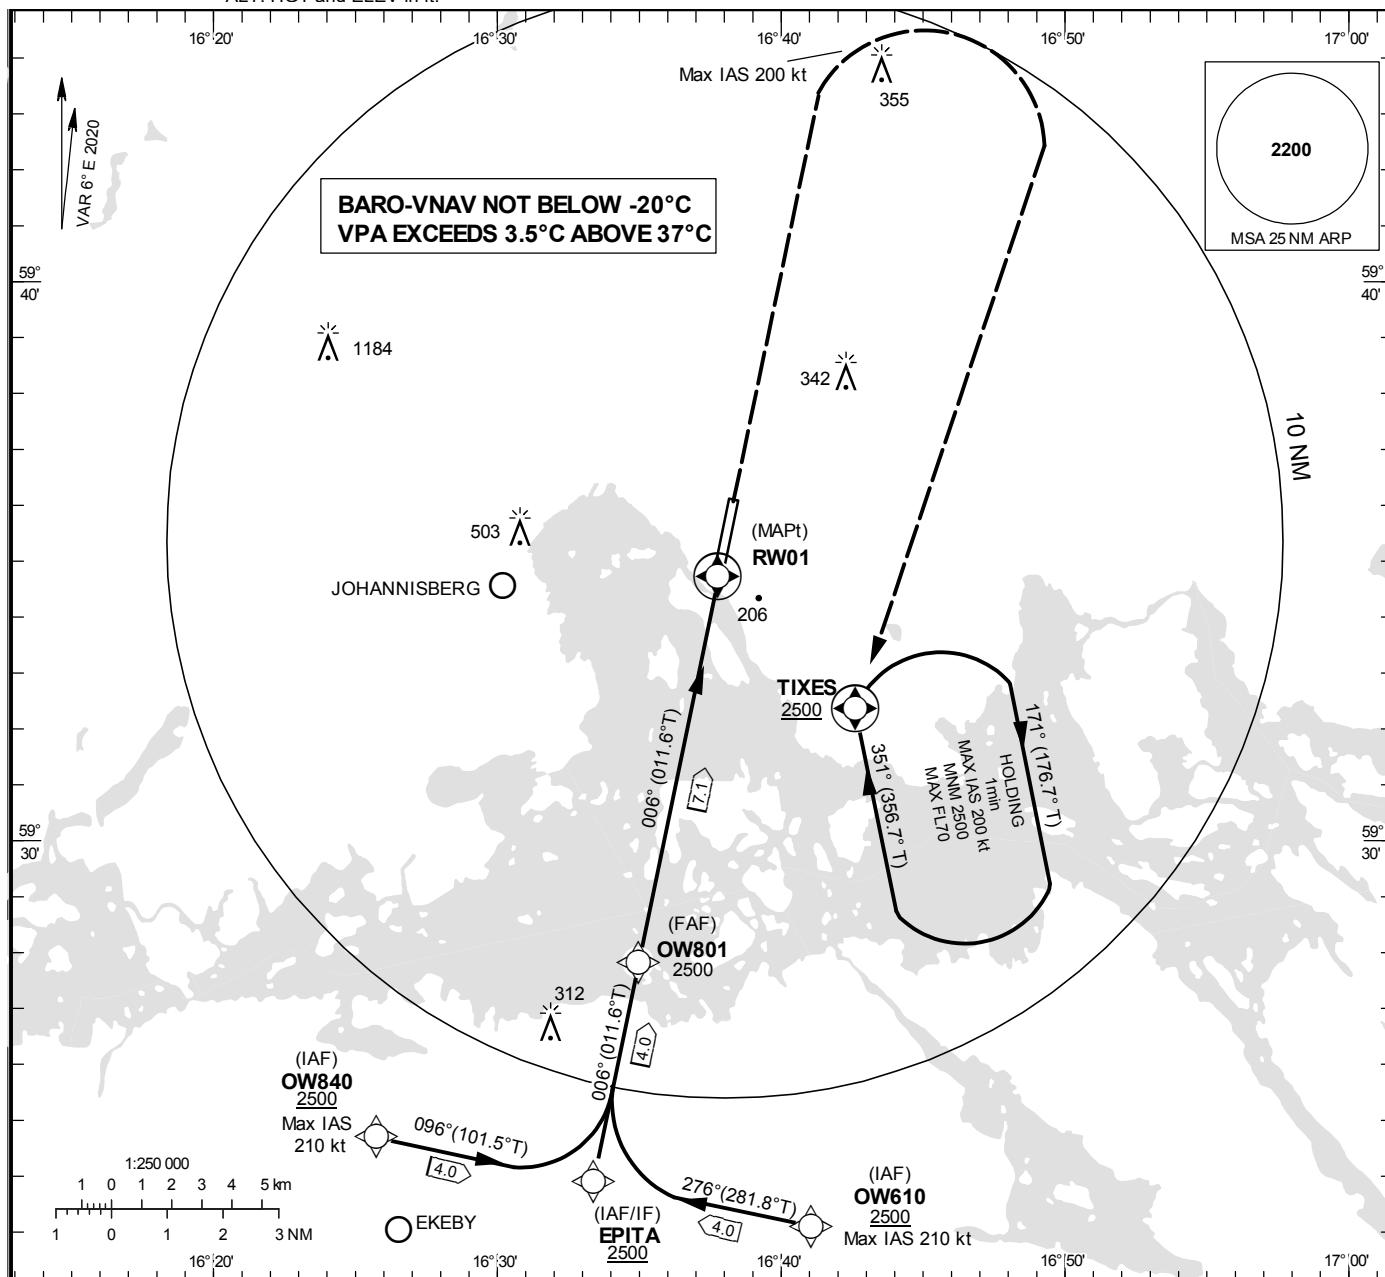 16°20'
16°30'
16°40'
16°50'
17°00'
Max IAS 200 kt
355
VAR 6° E 2020
2200
MSA 25 NM ARP
BARO-VNAV NOT BELOW -20°C
VPA EXCEEDS 3.5°C ABOVE 37°C
59°
40'
59°
40'
1184
342
10 NM
503
(MAPt)
RW01
JOHANNISBERG
206
TIXES
2500
006° (011.6°T)
7.1
351° (356.7° T)
HOLDING
1min
MAX IAS 200 kt
MNM 2500
MAX FL70
171° (176.7° T)
59°
30'
59°
30'
(FAF)
OW801
2500
312
006° (011.6°T)
4.0
(IAF)
OW840
2500
Max IAS
210 kt
096°(101.5°T)
4.0
1:250 000
1 0 1 2 3 4 5 km
1 0 1 2 3 NM
EKEBY
(IAF/IF)
EPITA
2500
276°(281.8°T)
4.0
(IAF)
OW610
2500
Max IAS 210 kt
16°20'
16°30'
16°40'
16°50'
17°00'